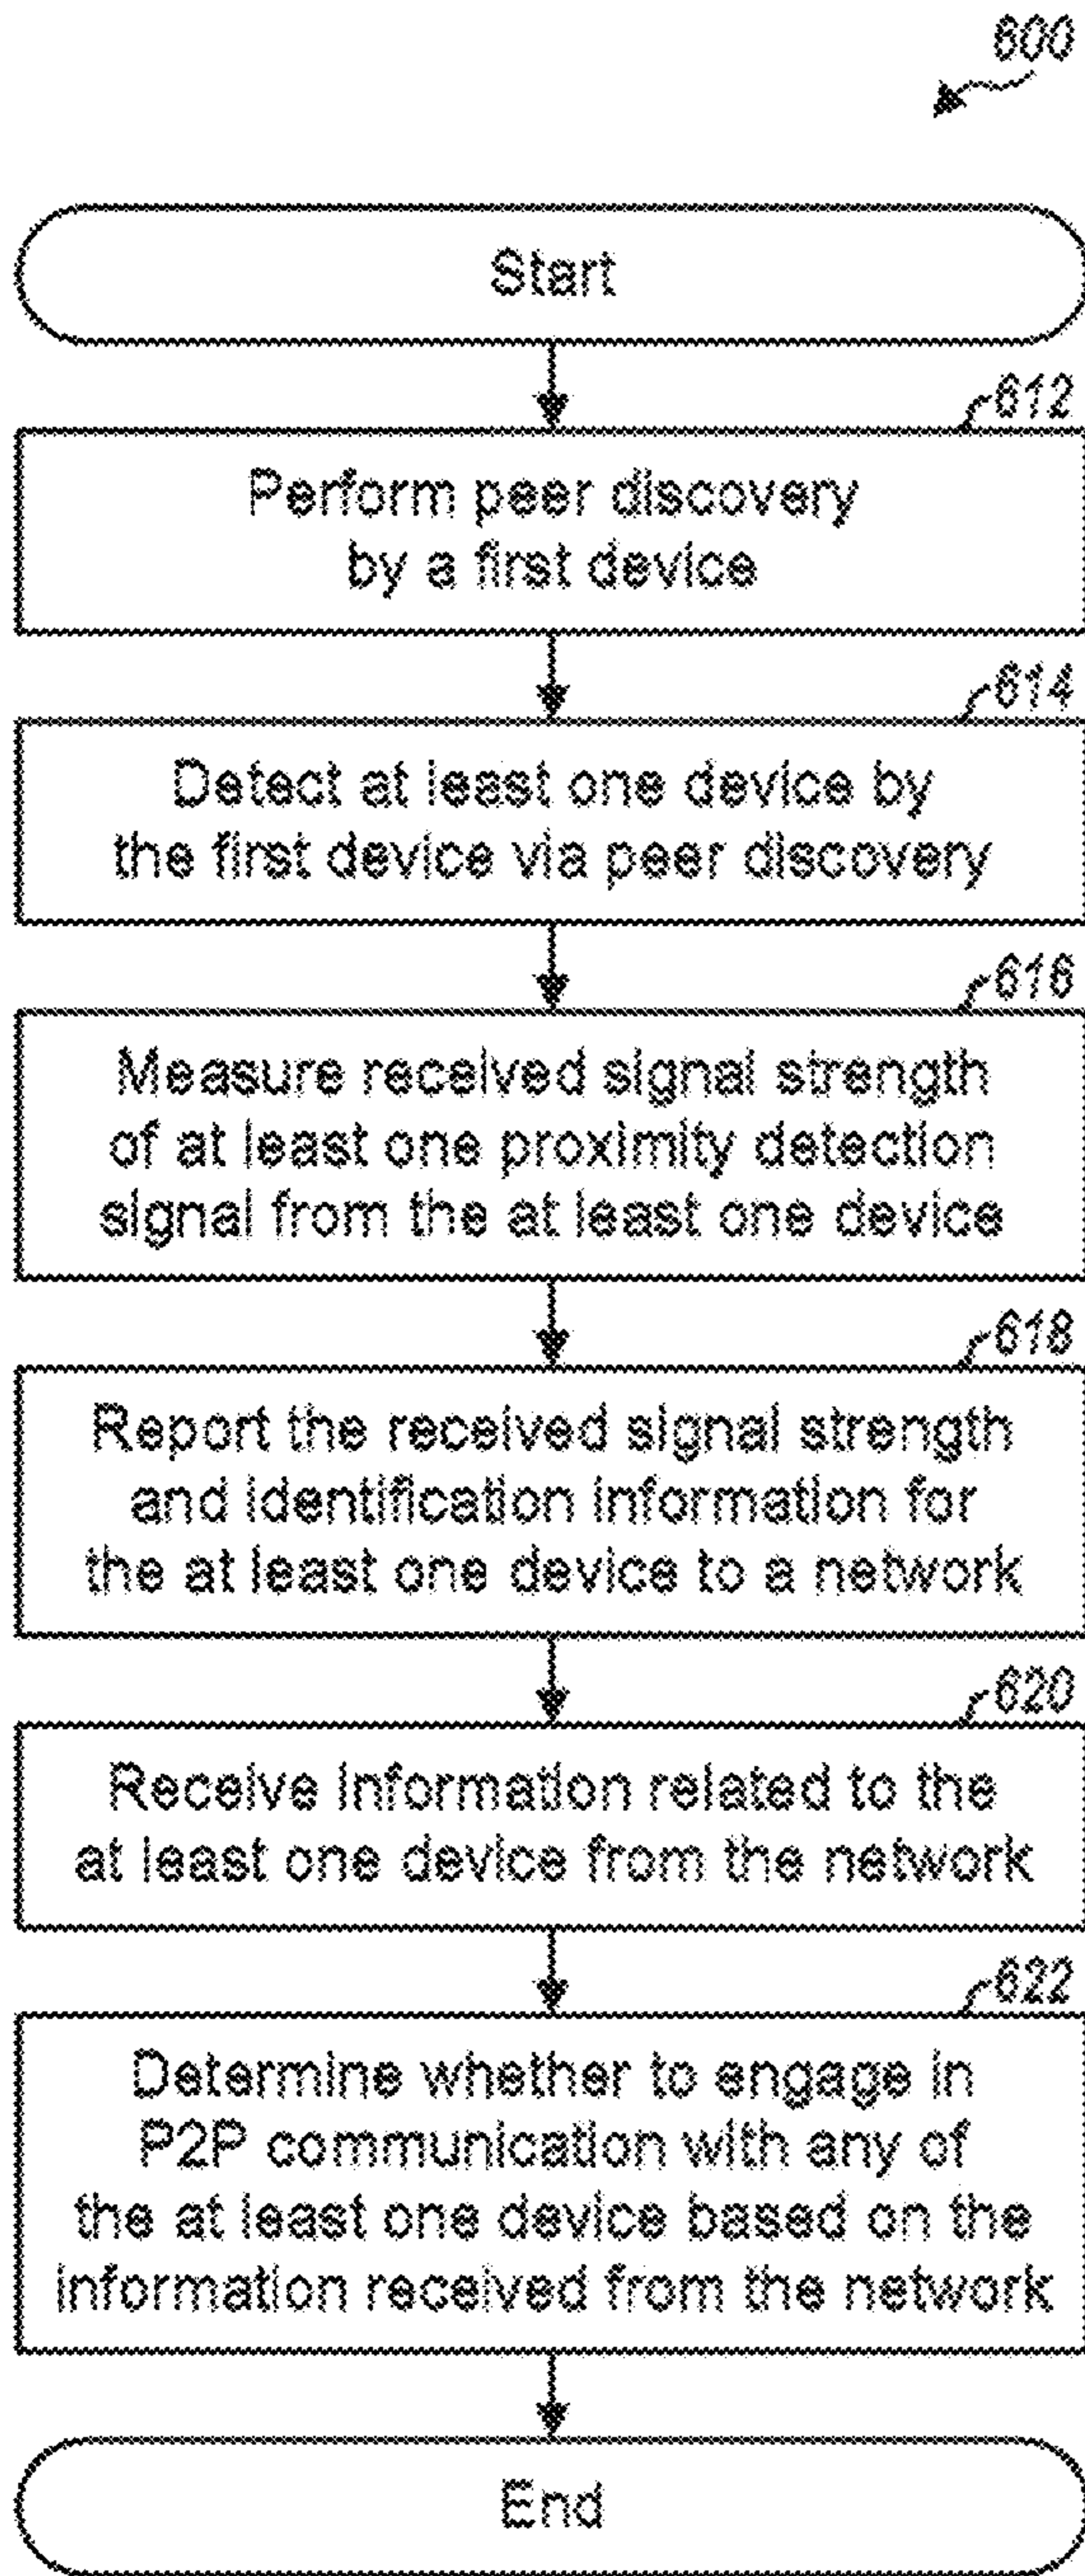 600
Start
612
Perform peer discovery
by a first device
614
Detect at least one device by
the first device via peer discovery
616
Measure received signal strength
of at least one proximity detection
signal from the at least one device
618
Report the received signal strength
and identification information for
the at least one device to a network
620
Receive information related to the
at least one device from the network
622
Determine whether to engage in
P2P communication with any of
the at least one device based on the
information received from the network
End